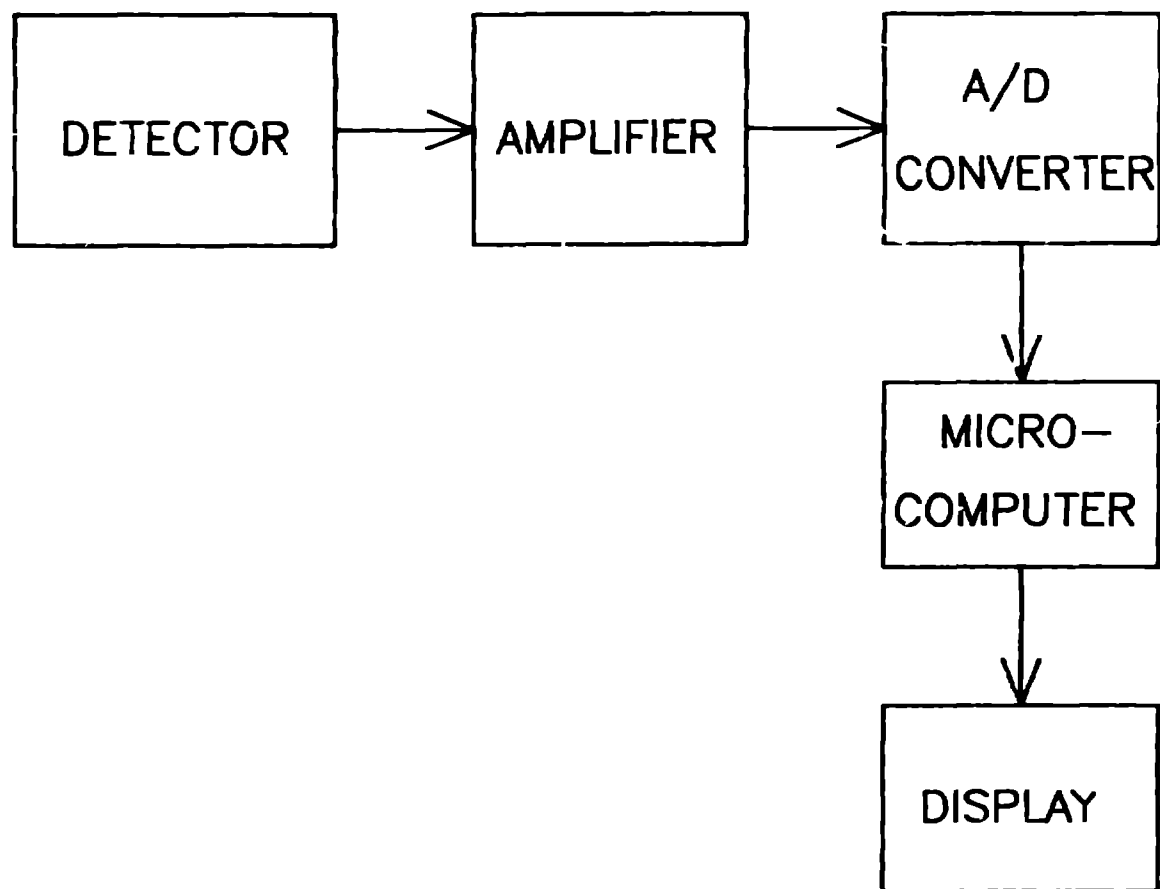 DETECTOR
AMPLIFIER
A/D
CONVERTER
MICRO-
COMPUTER
DISPLAY